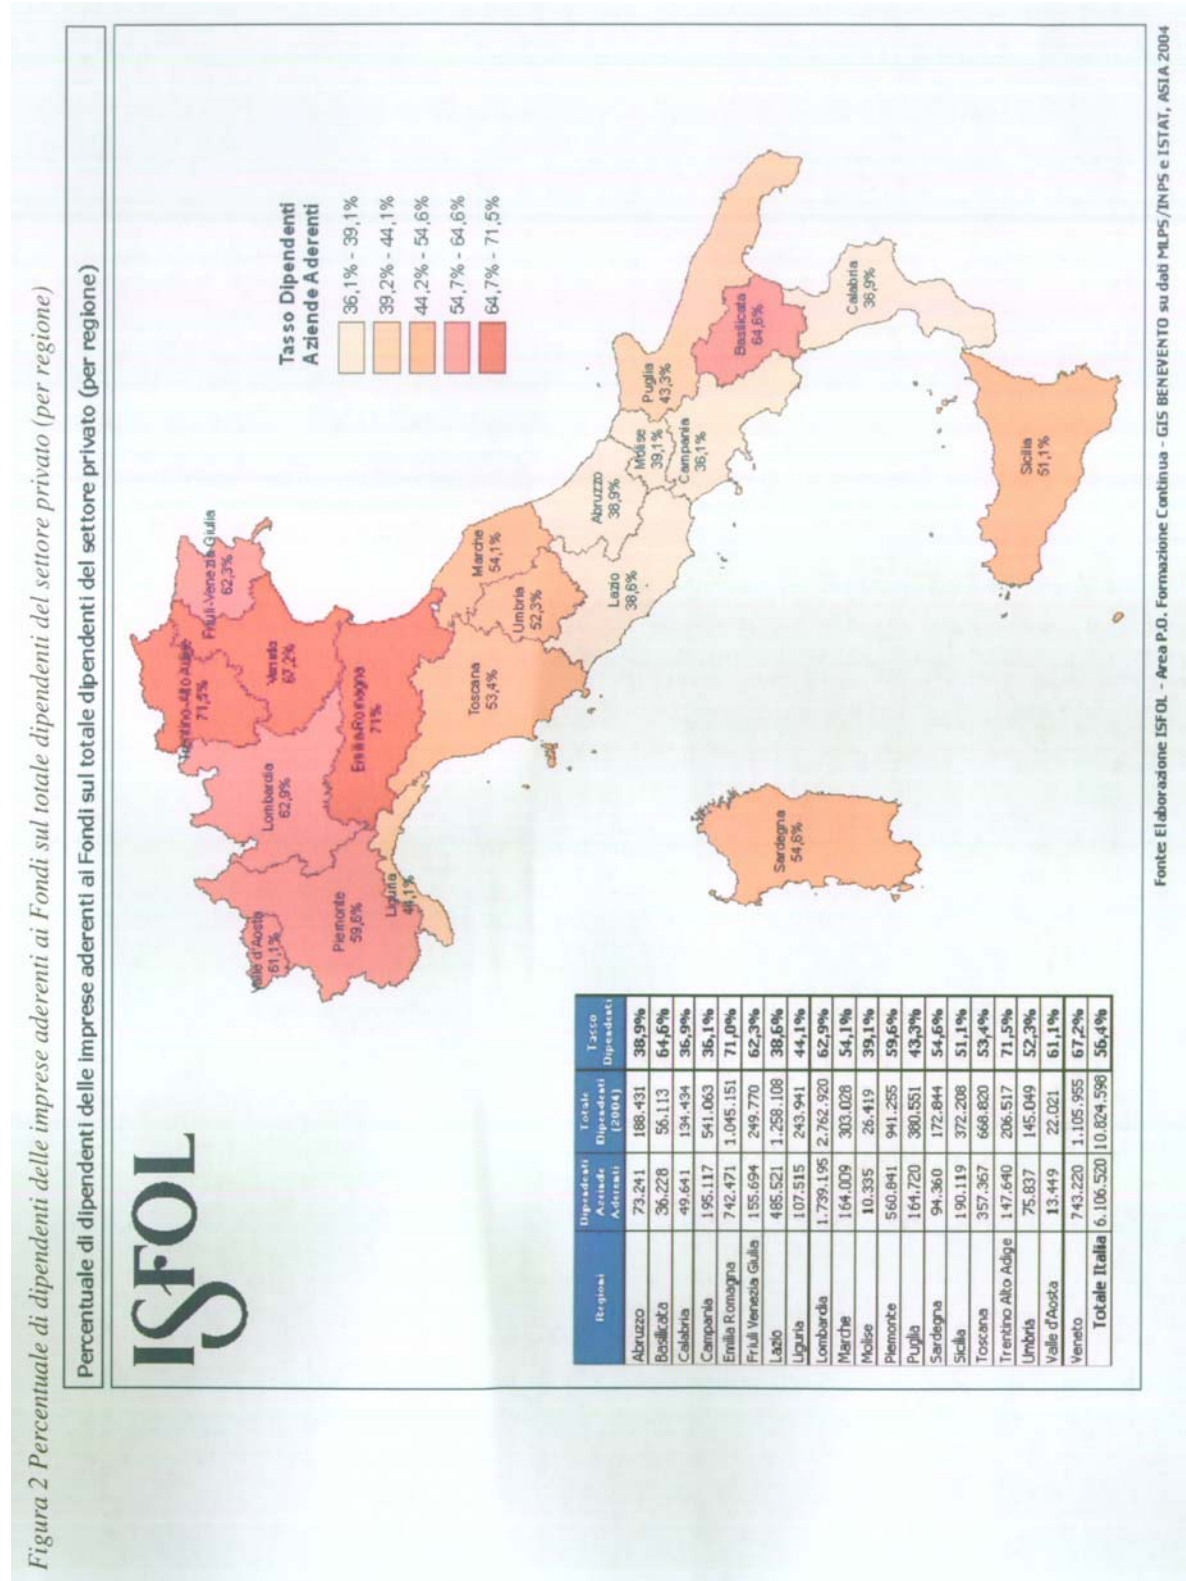 Figura 2 Percentuale di dipendenti delle imprese aderenti ai Fondi sul totale dipendenti del settore privato (per regione)
Percentuale di dipendenti delle imprese aderenti ai Fondi sul totale dipendenti del settore privato (per regione)
ISFOL
Tasso Dipendenti
Aziende Aderenti
36,1% - 39,1%
39,2% - 44,1%
44,2% - 54,6%
54,7% - 64,6%
64,7% - 71,5%
Trentino-Alto Adige
71,5%
Friuli-Venezia Giulia
62,3%
Valle d'Aosta
61,1%
Lombardia
62,9%
Veneto
67,2%
Piemonte
59,6%
Emilia-Romagna
71%
Liguria
44,1%
Toscana
53,4%
Marche
54,1%
Umbria
52,3%
Lazio
38,6%
Abruzzo
38,9%
Molise
39,1%
Campania
36,1%
Puglia
43,3%
Basilicata
64,6%
Calabria
36,9%
Sardegna
54,6%
Sicilia
51,1%
Regioni Dipendenti Aziende Aderenti Totale Dipendenti (2004) Tasso Dipendenti
Abruzzo 73.241 188.431 38,9%
Basilicata 36.228 56.113 64,6%
Calabria 49.641 134.434 36,9%
Campania 195.117 541.063 36,1%
Emilia Romagna 742.471 1.045.151 71,0%
Friuli Venezia Giulia 155.694 249.770 62,3%
Lazio 485.521 1.258.108 38,6%
Liguria 107.515 243.941 44,1%
Lombardia 1.739.195 2.762.920 62,9%
Marche 164.009 303.028 54,1%
Molise 10.335 26.419 39,1%
Piemonte 560.841 941.255 59,6%
Puglia 164.720 380.551 43,3%
Sardegna 94.360 172.844 54,6%
Sicilia 190.119 372.208 51,1%
Toscana 357.367 668.820 53,4%
Trentino Alto Adige 147.640 206.517 71,5%
Umbria 75.837 145.049 52,3%
Valle d'Aosta 13.449 22.021 61,1%
Veneto 743.220 1.105.955 67,2%
Totale Italia 6.106.520 10.824.598 56,4%
Fonte: Elaborazione ISFOL - Area P.O. Formazione Continua - GIS BENEVENTO su dati MLPS/INPS e ISTAT, ASIA 2004